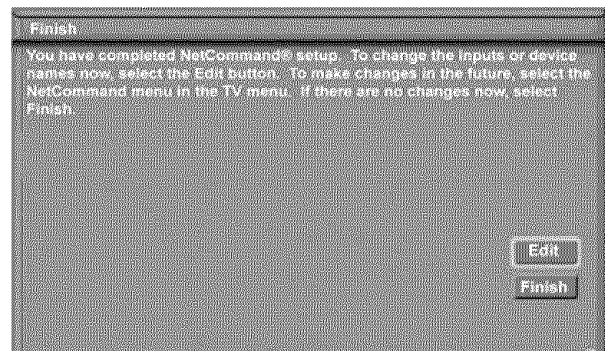 Finish
You have completed NetCommand® setup. To change the inputs or device
names now, select the Edit button. To make changes in the future, select the
NetCommand menu in the TV menu. If there are no changes now, select
Finish.
Edit
Finish